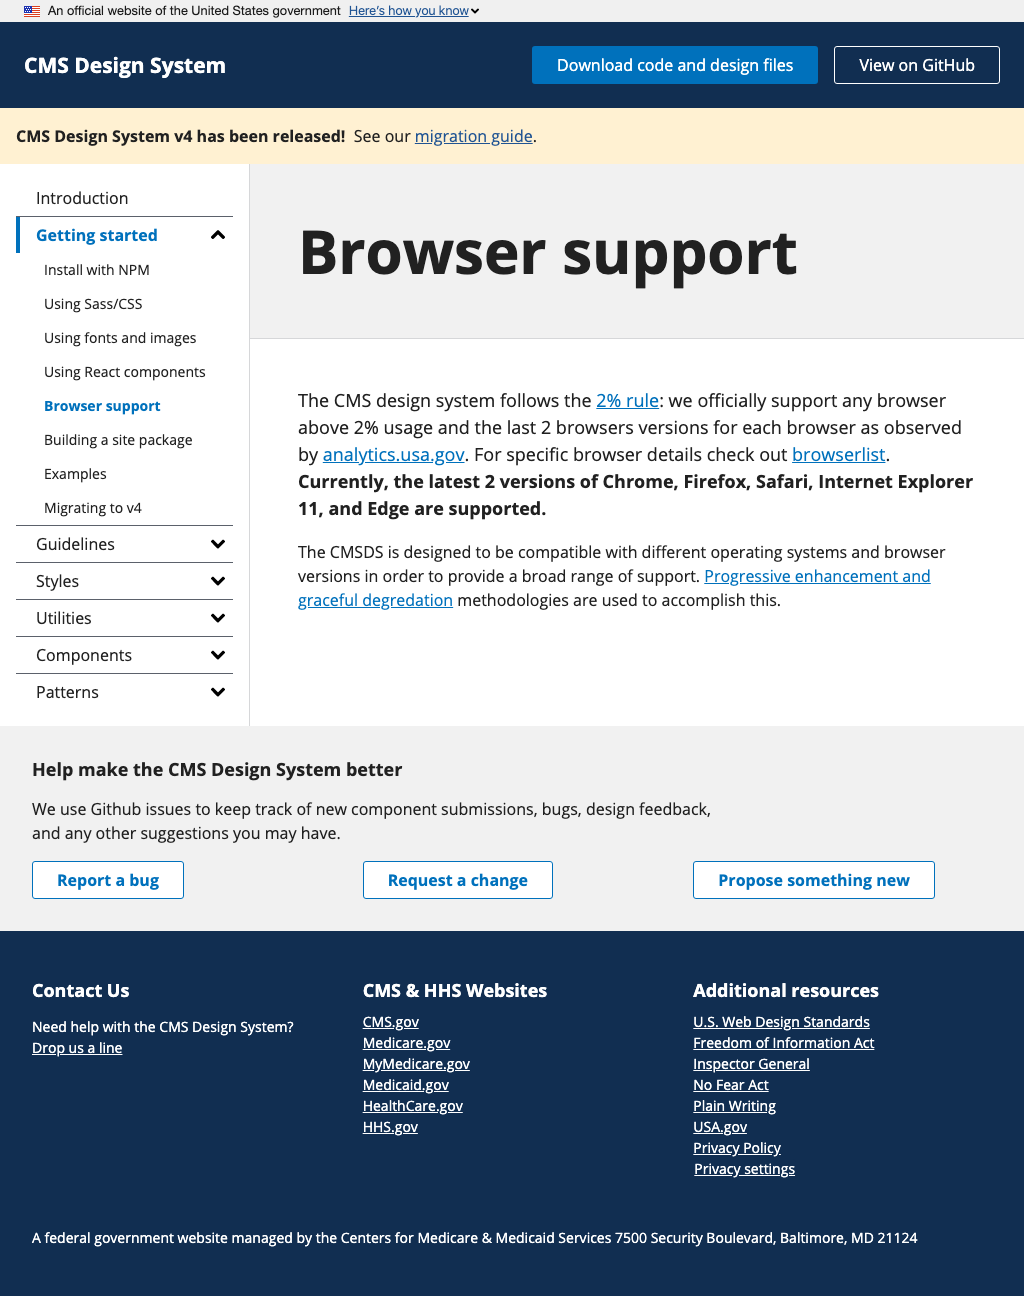 An official website of the United States government Here's how you know
CMS Design System
Download code and design files
View on GitHub
CMS Design System v4 has been released! See our migration guide.
Introduction
Getting started
Install with NPM
Using Sass/CSS
Using fonts and images
Using React components
Browser support
Building a site package
Examples
Migrating to v4
Guidelines
Styles
Utilities
Components
Patterns
Browser support
The CMS design system follows the 2% rule: we officially support any browser
above 2% usage and the last 2 browsers versions for each browser as observed
by analytics.usa.gov. For specific browser details check out browserlist.
Currently, the latest 2 versions of Chrome, Firefox, Safari, Internet Explorer
11, and Edge are supported.
The CMSDS is designed to be compatible with different operating systems and browser
versions in order to provide a broad range of support. Progressive enhancement and
graceful degredation methodologies are used to accomplish this.
Help make the CMS Design System better
We use Github issues to keep track of new component submissions, bugs, design feedback,
and any other suggestions you may have.
Report a bug
Request a change
Propose something new
Contact Us
Need help with the CMS Design System?
Drop us a line
CMS & HHS Websites
CMS.gov
Medicare.gov
MyMedicare.gov
Medicaid.gov
HealthCare.gov
HHS.gov
Additional resources
U.S. Web Design Standards
Freedom of Information Act
Inspector General
No Fear Act
Plain Writing
USA.gov
Privacy Policy
Privacy settings
A federal government website managed by the Centers for Medicare & Medicaid Services 7500 Security Boulevard, Baltimore, MD 21124